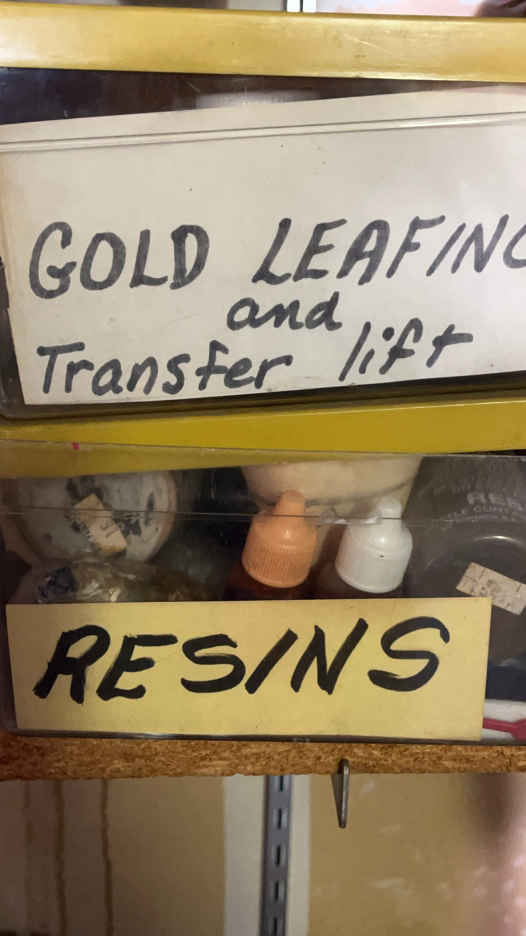 GOLD LEAFING
and
Transfer lift
RESINS